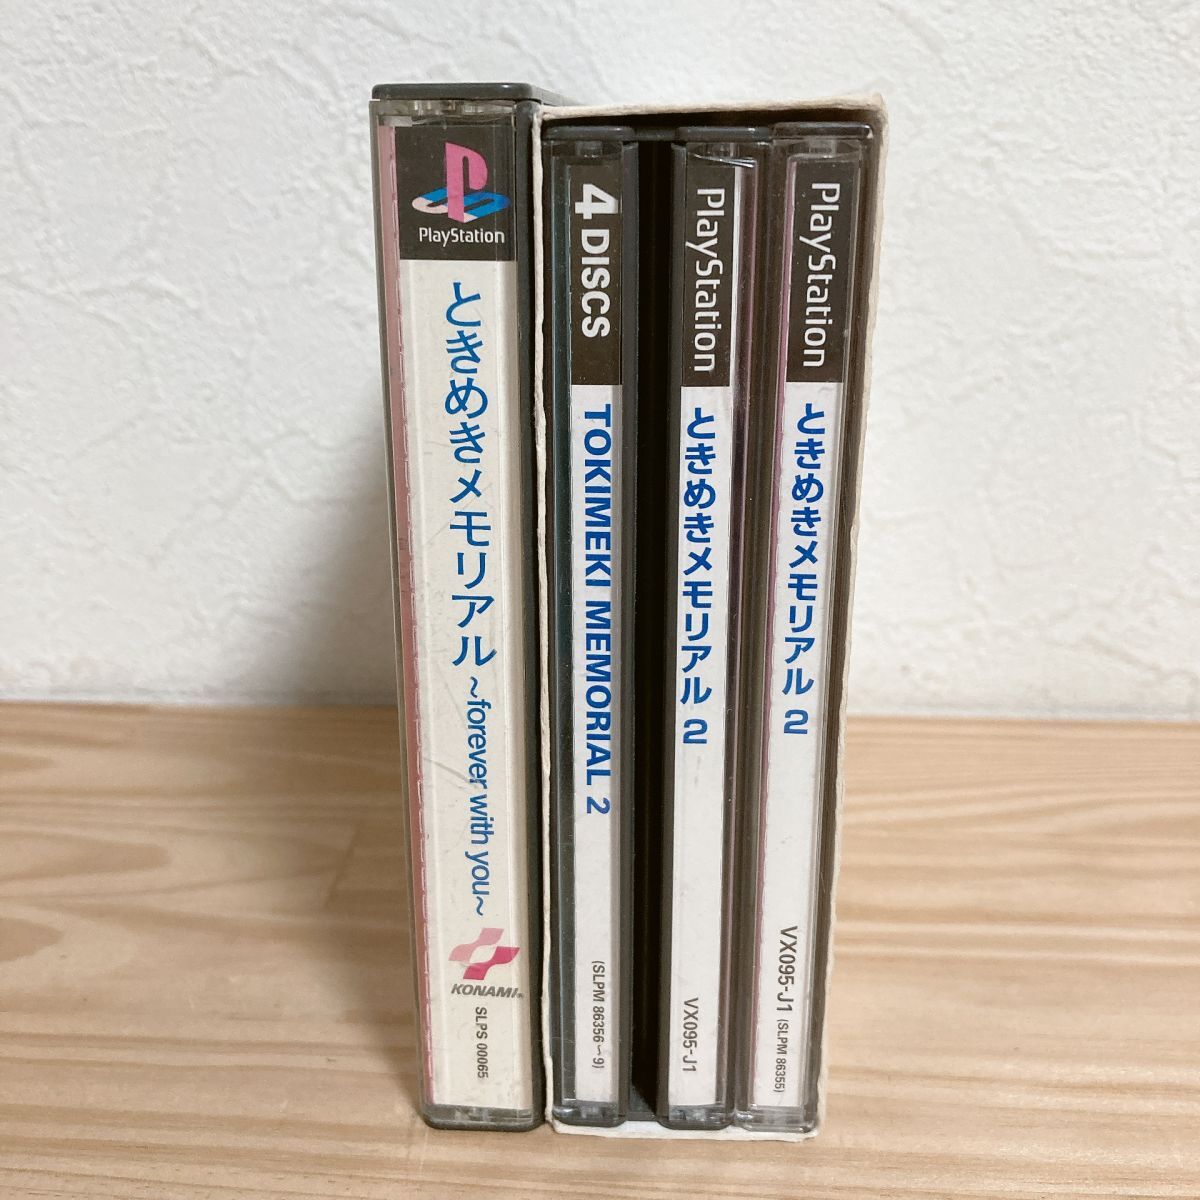 PlayStation
ときめきメモリアル
~forever with you~
KONAMI
SLPS 00065
4 DISCS
TOKIMEKI MEMORIAL 2
(SLPM 86356~9)
PlayStation
ときめきメモリアル 2
VX095-J1
PlayStation
ときめきメモリアル 2
VX095-J1 (SLPM 86355)